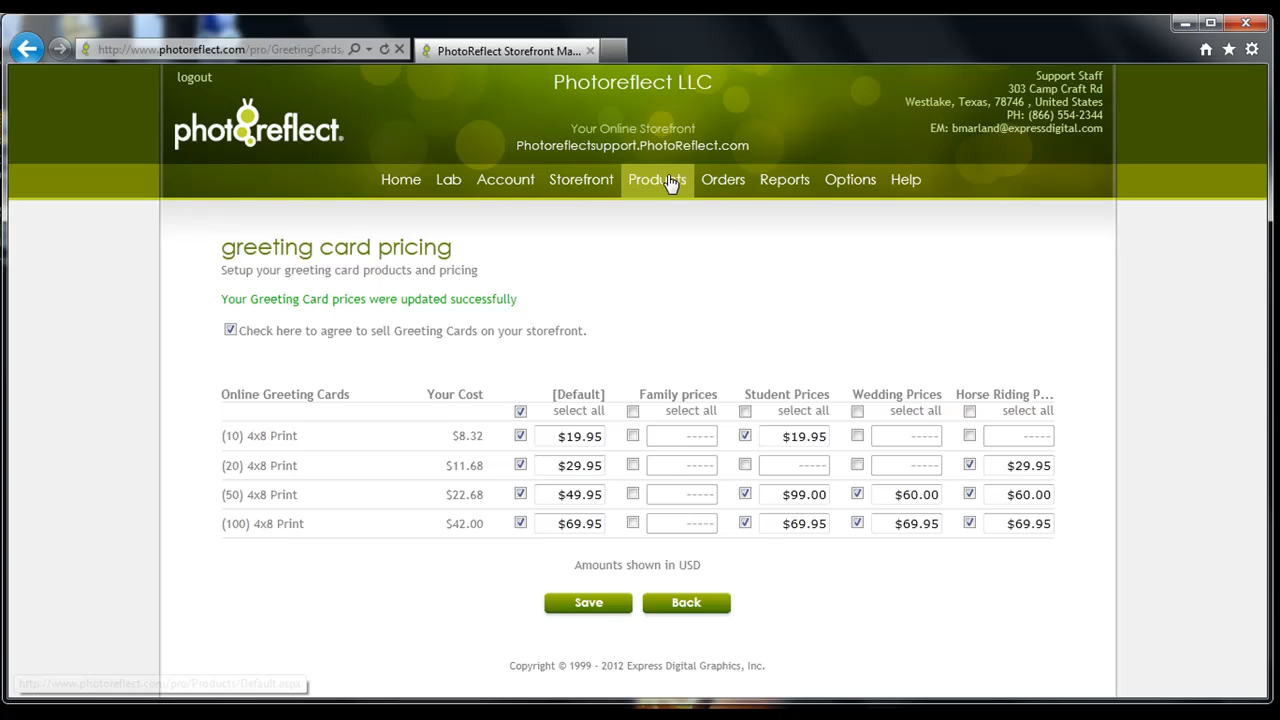 http://www.photoreflect.com/pro/GreetingCards.
PhotoReflect Storefront Ma...
logout
Photoreflect LLC
Support Staff
303 Camp Craft Rd
Westlake, Texas, 78746 , United States
PH: (866) 554-2344
EM: bmarland@expressdigital.com
photoreflect.
Your Online Storefront
Photoreflectsupport.PhotoReflect.com
Home Lab Account Storefront Products Orders Reports Options Help
greeting card pricing
Setup your greeting card products and pricing
Your Greeting Card prices were updated successfully
Check here to agree to sell Greeting Cards on your storefront.
Online Greeting Cards Your Cost [Default] Family prices Student Prices Wedding Prices Horse Riding P...
select all select all select all select all select all
(10) 4x8 Print $8.32 $19.95 ----- $19.95 ----- -----
(20) 4x8 Print $11.68 $29.95 ----- ----- ----- $29.95
(50) 4x8 Print $22.68 $49.95 ----- $99.00 $60.00 $60.00
(100) 4x8 Print $42.00 $69.95 ----- $69.95 $69.95 $69.95
Amounts shown in USD
Save Back
Copyright © 1999 - 2012 Express Digital Graphics, Inc.
http://www.photoreflect.com/pro/Products/Default.aspx